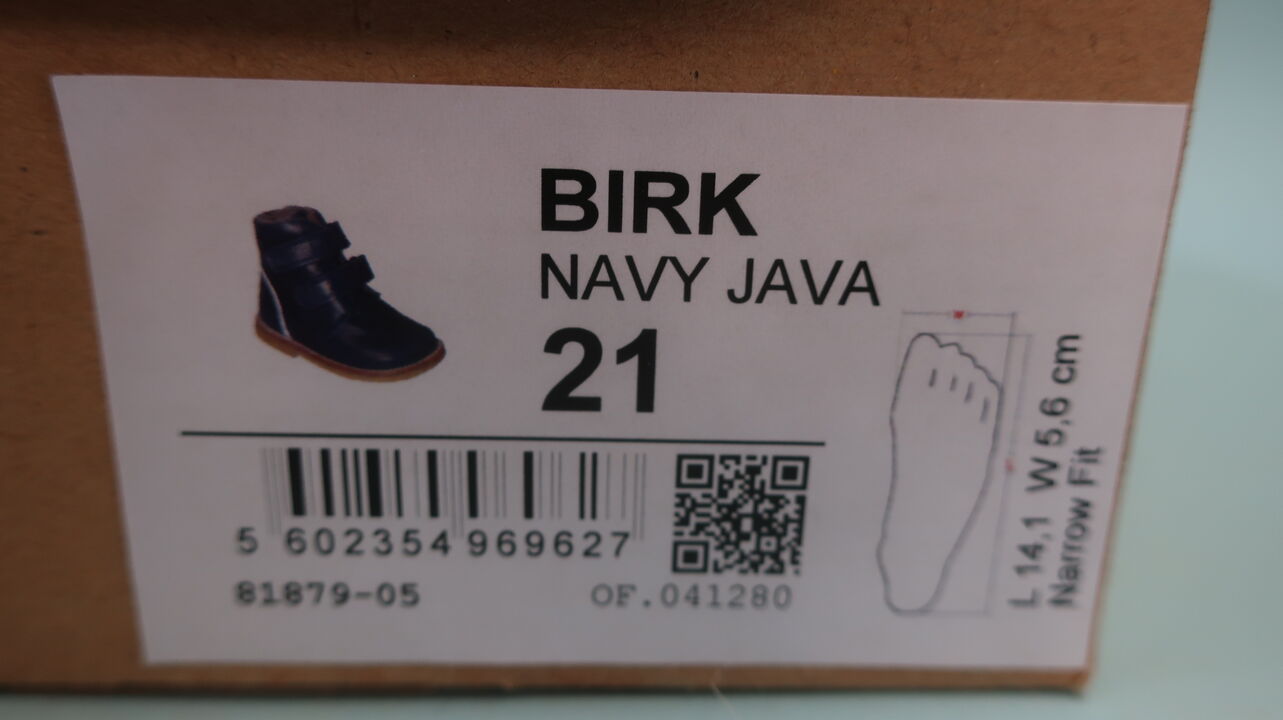 BIRK
NAVY JAVA
21
5 602354 969627
81879-05
OF.041280
L 14,1 W 5,6 cm
Narrow Fit